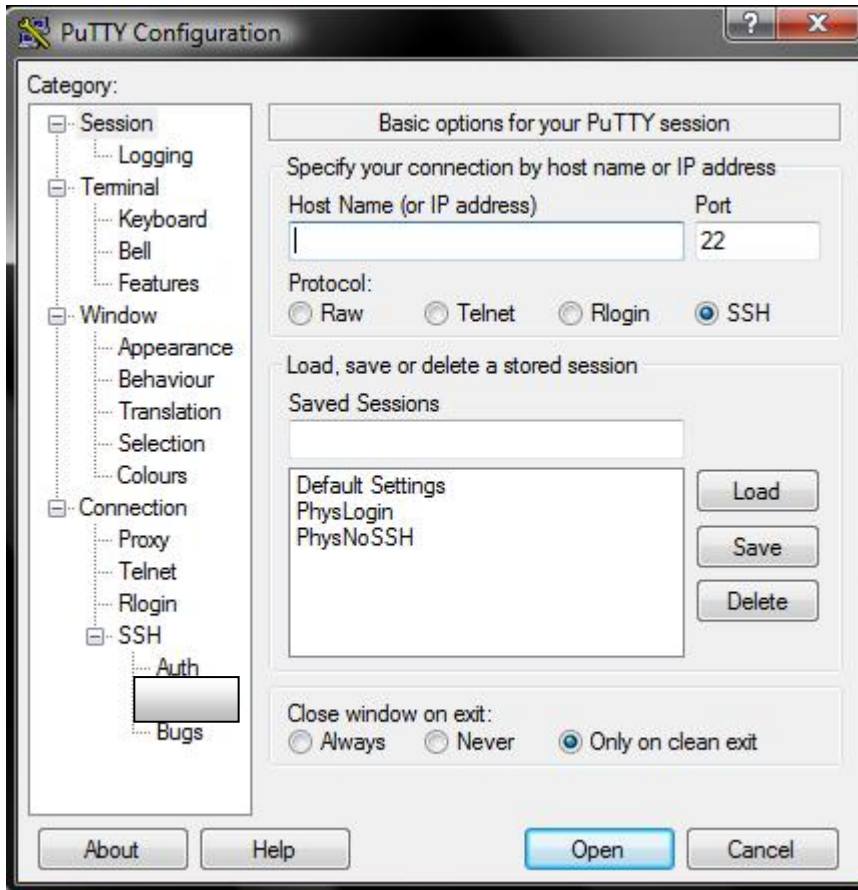 PuTTY Configuration
?
X
Category:
Session
Logging
Terminal
Keyboard
Bell
Features
Window
Appearance
Behaviour
Translation
Selection
Colours
Connection
Proxy
Telnet
Rlogin
SSH
Auth
Bugs
Basic options for your PuTTY session
Specify your connection by host name or IP address
Host Name (or IP address) Port
22
Protocol:
Raw Telnet Rlogin SSH
Load, save or delete a stored session
Saved Sessions
Default Settings
PhysLogin
PhysNoSSH
Load
Save
Delete
Close window on exit:
Always Never Only on clean exit
About Help Open Cancel